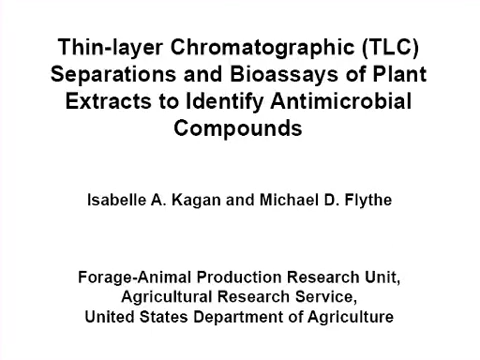 Thin-layer Chromatographic (TLC)
Separations and Bioassays of Plant
Extracts to Identify Antimicrobial
Compounds
Isabelle A. Kagan and Michael D. Flythe
Forage-Animal Production Research Unit,
Agricultural Research Service,
United States Department of Agriculture